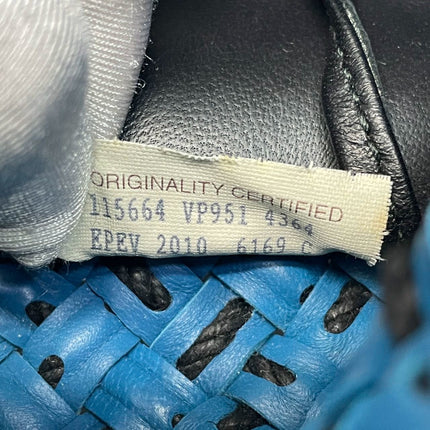 ORIGINALITY CERTIFIED
115664 VP951 4364
EPEV 2010 6169 C